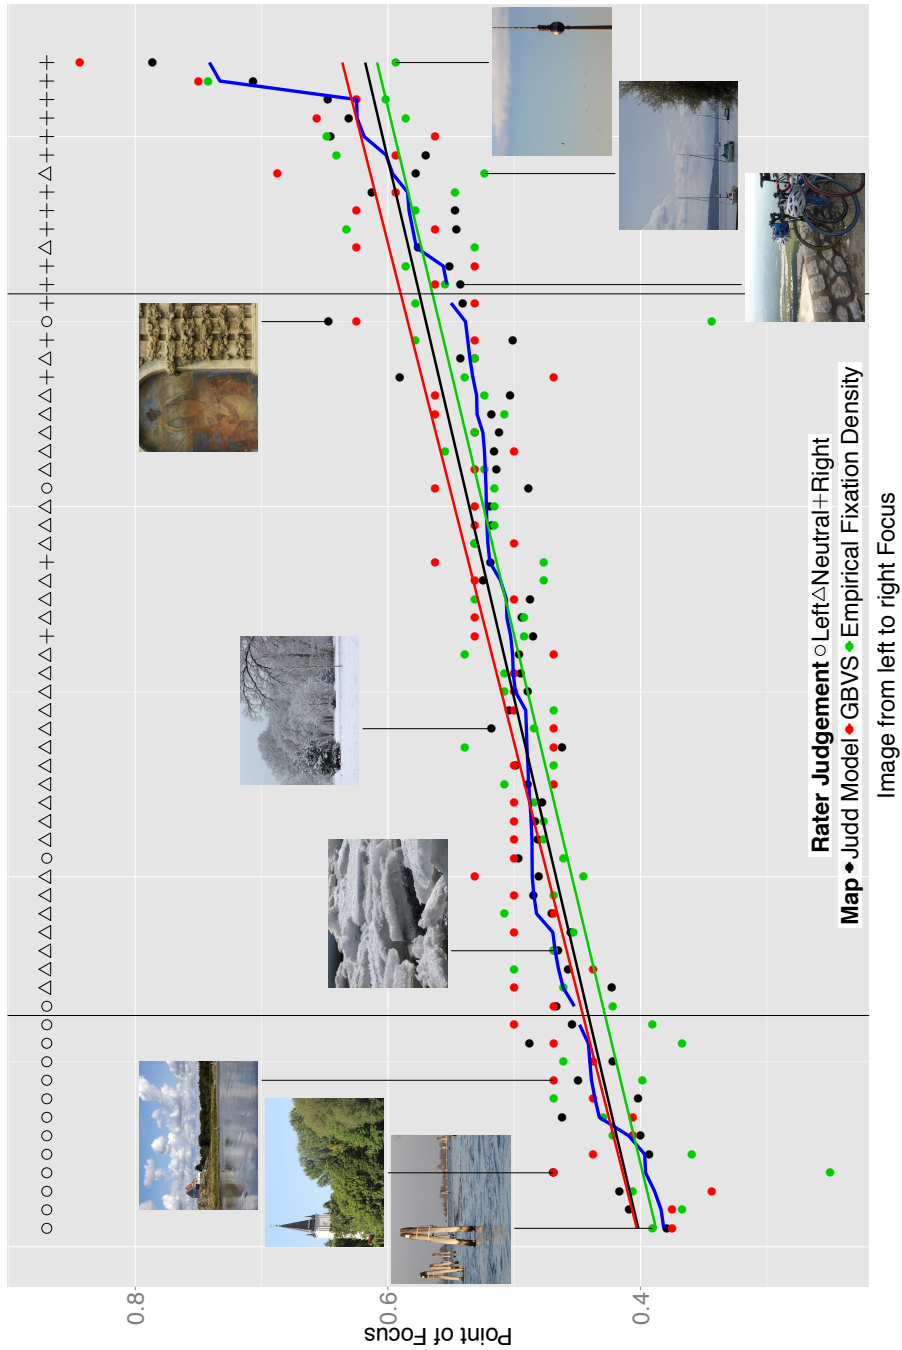 Point of Focus
0.8
0.6
0.4
Rater Judgement ○Left△Neutral+Right
Map Judd Model GBVS Empirical Fixation Density
Image from left to right Focus